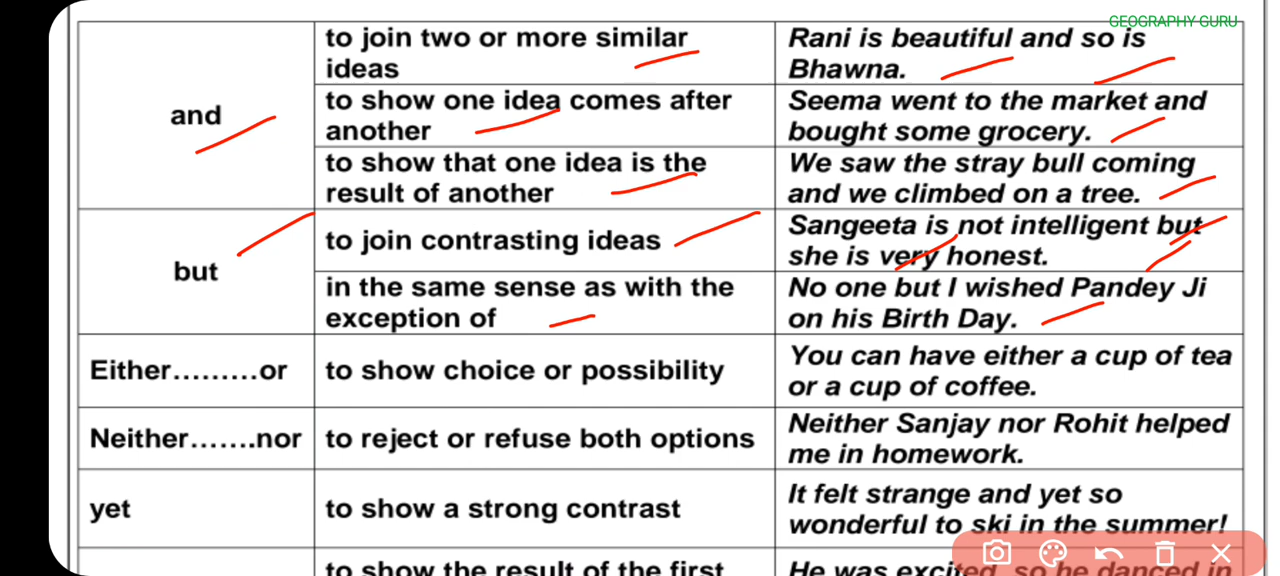 GEOGRAPHY GURU
and
to join two or more similar
ideas
Rani is beautiful and so is
Bhawna.
to show one idea comes after
another
Seema went to the market and
bought some grocery.
to show that one idea is the
result of another
We saw the stray bull coming
and we climbed on a tree.
but
to join contrasting ideas
Sangeeta is not intelligent but
she is very honest.
in the same sense as with the
exception of
No one but I wished Pandey Ji
on his Birth Day.
Either.........or
to show choice or possibility
You can have either a cup of tea
or a cup of coffee.
Neither.......nor
to reject or refuse both options
Neither Sanjay nor Rohit helped
me in homework.
yet
to show a strong contrast
It felt strange and yet so
wonderful to ski in the summer!
to show the result of the first
He was excited, so he danced in